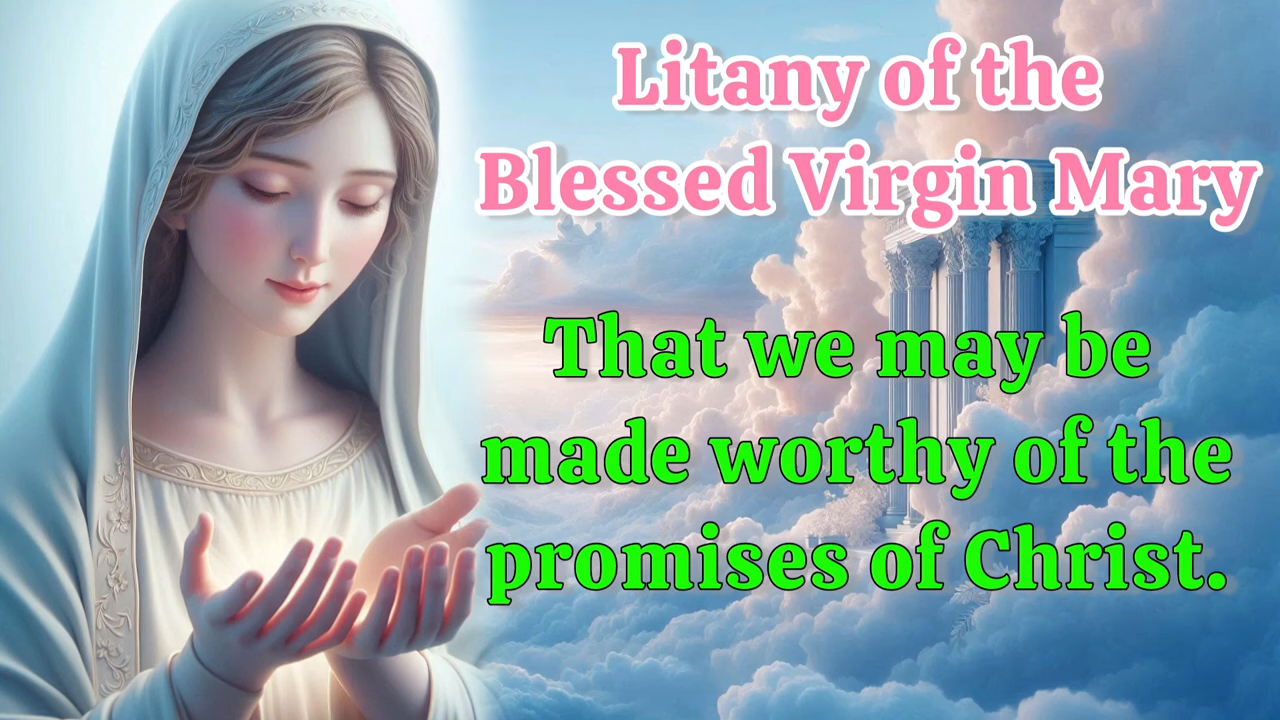 Litany of the
Blessed Virgin Mary
That we may be
made worthy of the
promises of Christ.